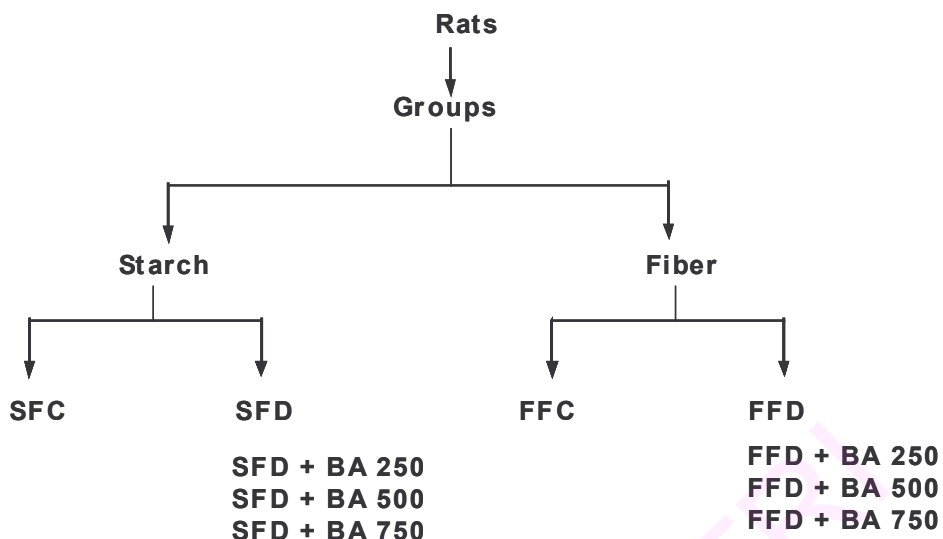 Rats
Groups
Starch
Fiber
SFC
SFD
FFC
FFD
SFD + BA 250
SFD + BA 500
SFD + BA 750
FFD + BA 250
FFD + BA 500
FFD + BA 750